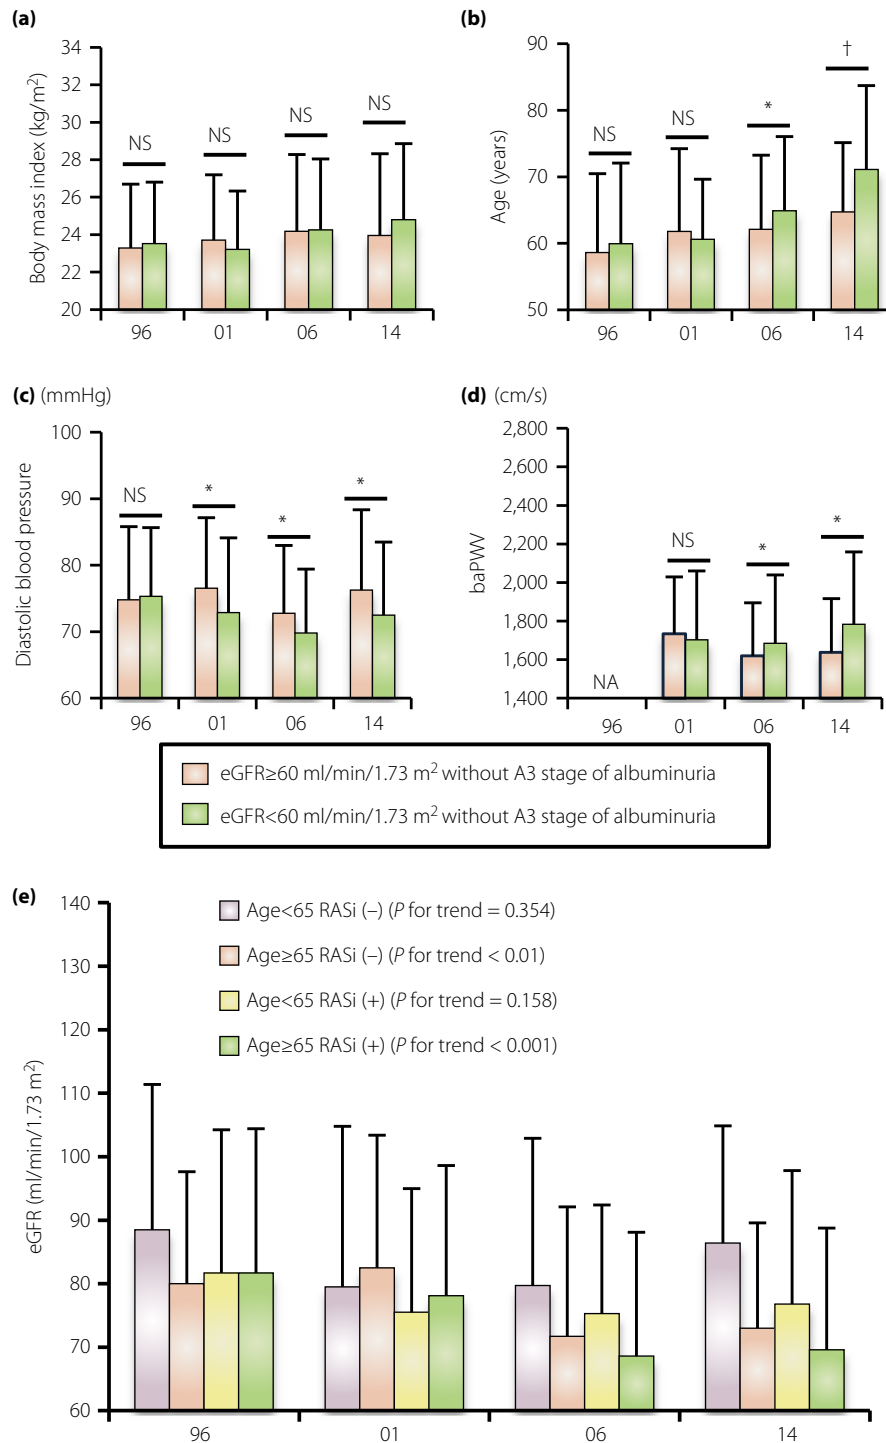 (a)
34
32
30
28
26
24
22
20
Body mass index (kg/m²)
NS
NS
NS
NS
96
01
06
14
(b)
90
80
70
60
50
Age (years)
NS
NS
*
†
96
01
06
14
(c) (mmHg)
100
90
80
70
60
Diastolic blood pressure
NS
*
*
*
96
01
06
14
(d) (cm/s)
2,800
2,600
2,400
2,200
2,000
1,800
1,600
1,400
baPWV
NA
NS
*
*
96
01
06
14
eGFR≥60 ml/min/1.73 m² without A3 stage of albuminuria
eGFR<60 ml/min/1.73 m² without A3 stage of albuminuria
(e)
140
130
120
110
100
90
80
70
60
eGFR (ml/min/1.73 m²)
Age<65 RASi (–) (P for trend = 0.354)
Age≥65 RASi (–) (P for trend < 0.01)
Age<65 RASi (+) (P for trend = 0.158)
Age≥65 RASi (+) (P for trend < 0.001)
96
01
06
14